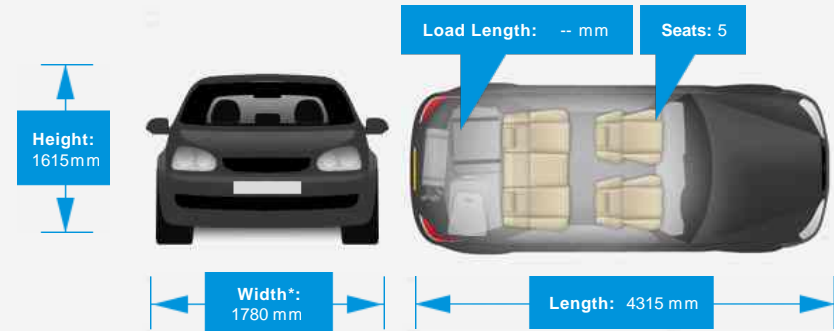 Load Length: -- mm
Seats: 5
Height:
1615mm
Width*:
1780 mm
Length: 4315 mm